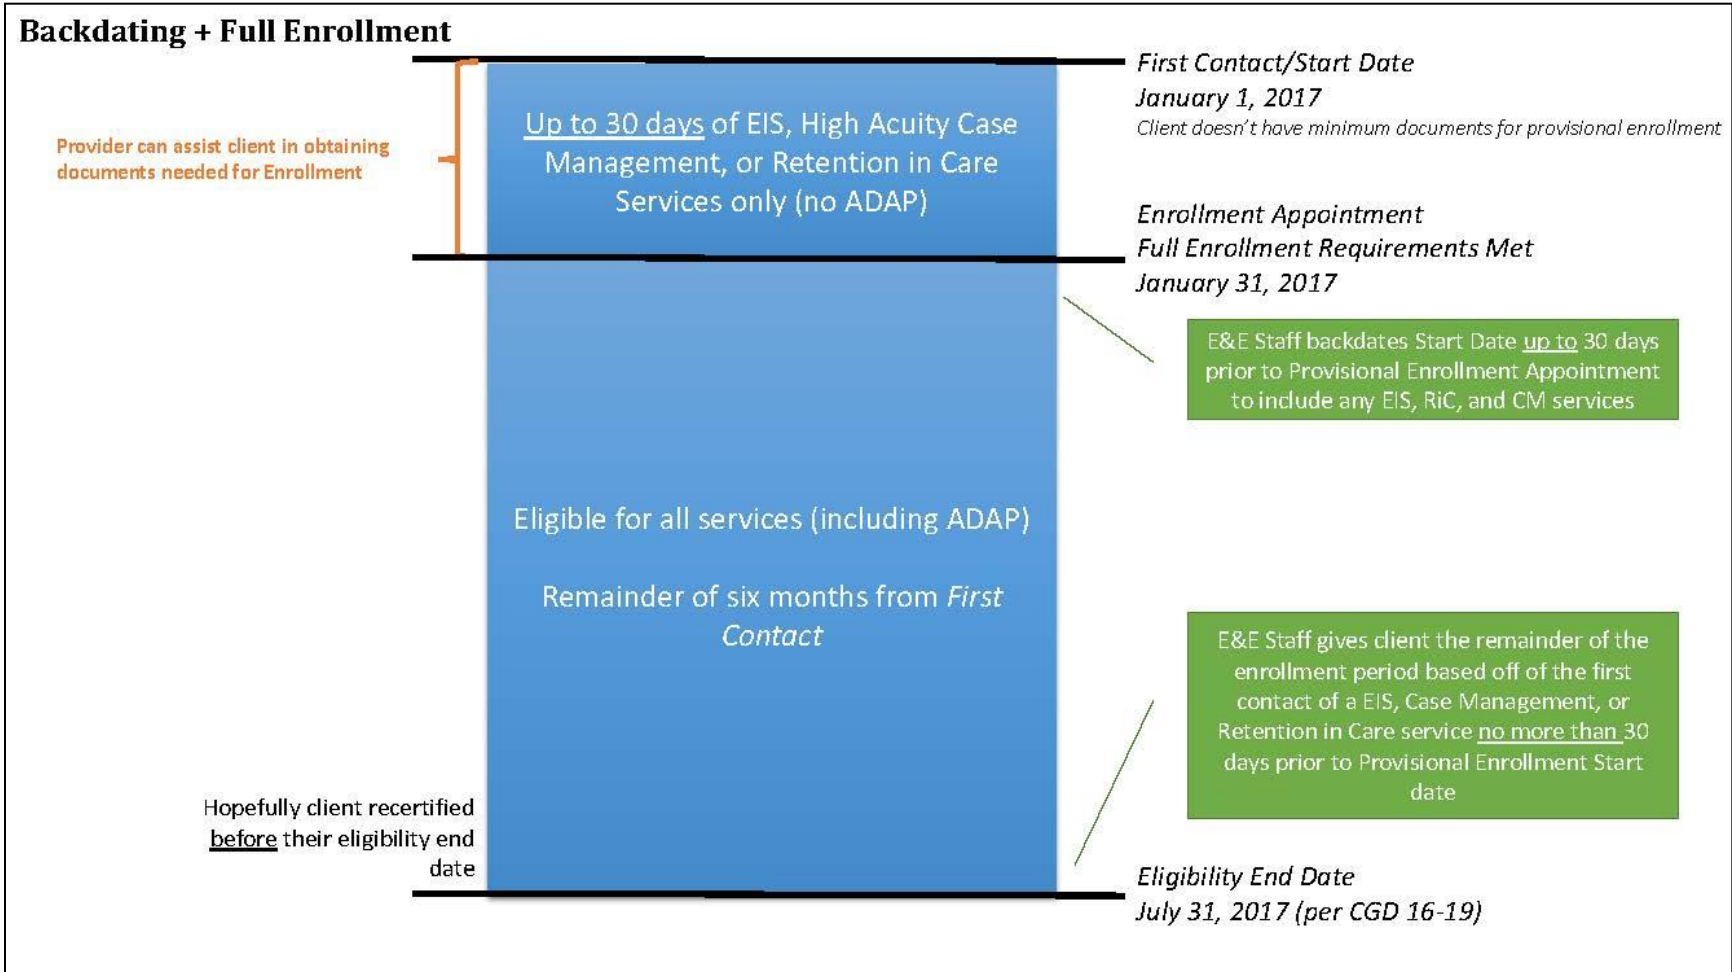 Backdating + Full Enrollment
First Contact/Start Date
January 1, 2017
Client doesn't have minimum documents for provisional enrollment
Up to 30 days of EIS, High Acuity Case
Management, or Retention in Care
Services only (no ADAP)
Provider can assist client in obtaining
documents needed for Enrollment
Enrollment Appointment
Full Enrollment Requirements Met
January 31, 2017
E&E Staff backdates Start Date up to 30 days
prior to Provisional Enrollment Appointment
to include any EIS, RiC, and CM services
Eligible for all services (including ADAP)
Remainder of six months from First
Contact
E&E Staff gives client the remainder of the
enrollment period based off of the first
contact of a EIS, Case Management, or
Retention in Care service no more than 30
days prior to Provisional Enrollment Start
date
Hopefully client recertified
before their eligibility end
date
Eligibility End Date
July 31, 2017 (per CGD 16-19)